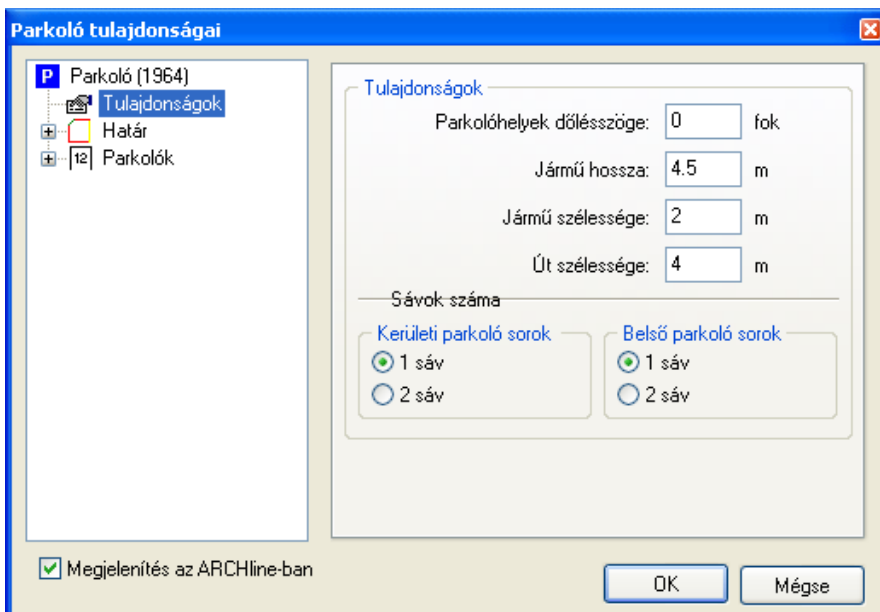 Parkoló tulajdonságai
P Parkoló (1964)
Tulajdonságok
Határ
12 Parkolók
Tulajdonságok
Parkolóhelyek dőlésszöge: 0 fok
Jármű hossza: 4.5 m
Jármű szélessége: 2 m
Út szélessége: 4 m
Sávok száma
Kerületi parkoló sorok
1 sáv
2 sáv
Belső parkoló sorok
1 sáv
2 sáv
Megjelenítés az ARCHline-ban
OK
Mégse